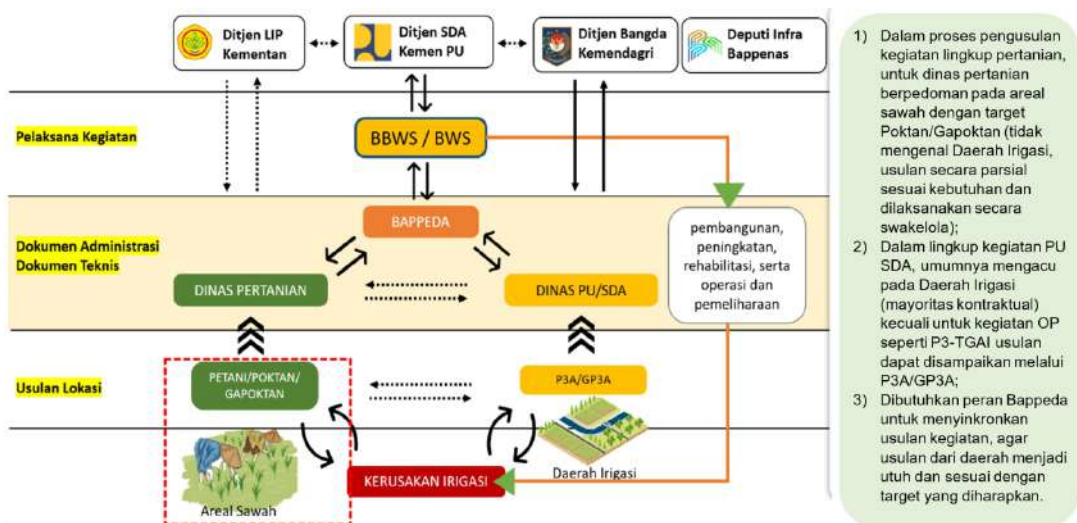 Ditjen LIP
Kementan
Ditjen SDA
Kemen PU
Ditjen Bangda
Kemendagri
Deputi Infra
Bappenas
Pelaksana Kegiatan
BBWS / BWS
Dokumen Administrasi
Dokumen Teknis
BAPPEDA
DINAS PERTANIAN
DINAS PU/SDA
pembangunan,
peningkatan,
rehabilitasi, serta
operasi dan
pemeliharaan
Usulan Lokasi
PETANI/POKTAN/
GAPOKTAN
P3A/GP3A
KERUSAKAN IRIGASI
Areal Sawah
Daerah Irigasi
1) Dalam proses pengusulan
kegiatan lingkup pertanian,
untuk dinas pertanian
berpedoman pada areal
sawah dengan target
Poktan/Gapoktan (tidak
mengenal Daerah Irigasi,
usulan secara parsial
sesuai kebutuhan dan
dilaksanakan secara
swakelola);
2) Dalam lingkup kegiatan PU
SDA, umumnya mengacu
pada Daerah Irigasi
(mayoritas kontraktual)
kecuali untuk kegiatan OP
seperti P3-TGAI usulan
dapat disampaikan melalui
P3A/GP3A;
3) Dibutuhkan peran Bappeda
untuk menyinkronkan
usulan kegiatan, agar
usulan dari daerah menjadi
utuh dan sesuai dengan
target yang diharapkan.